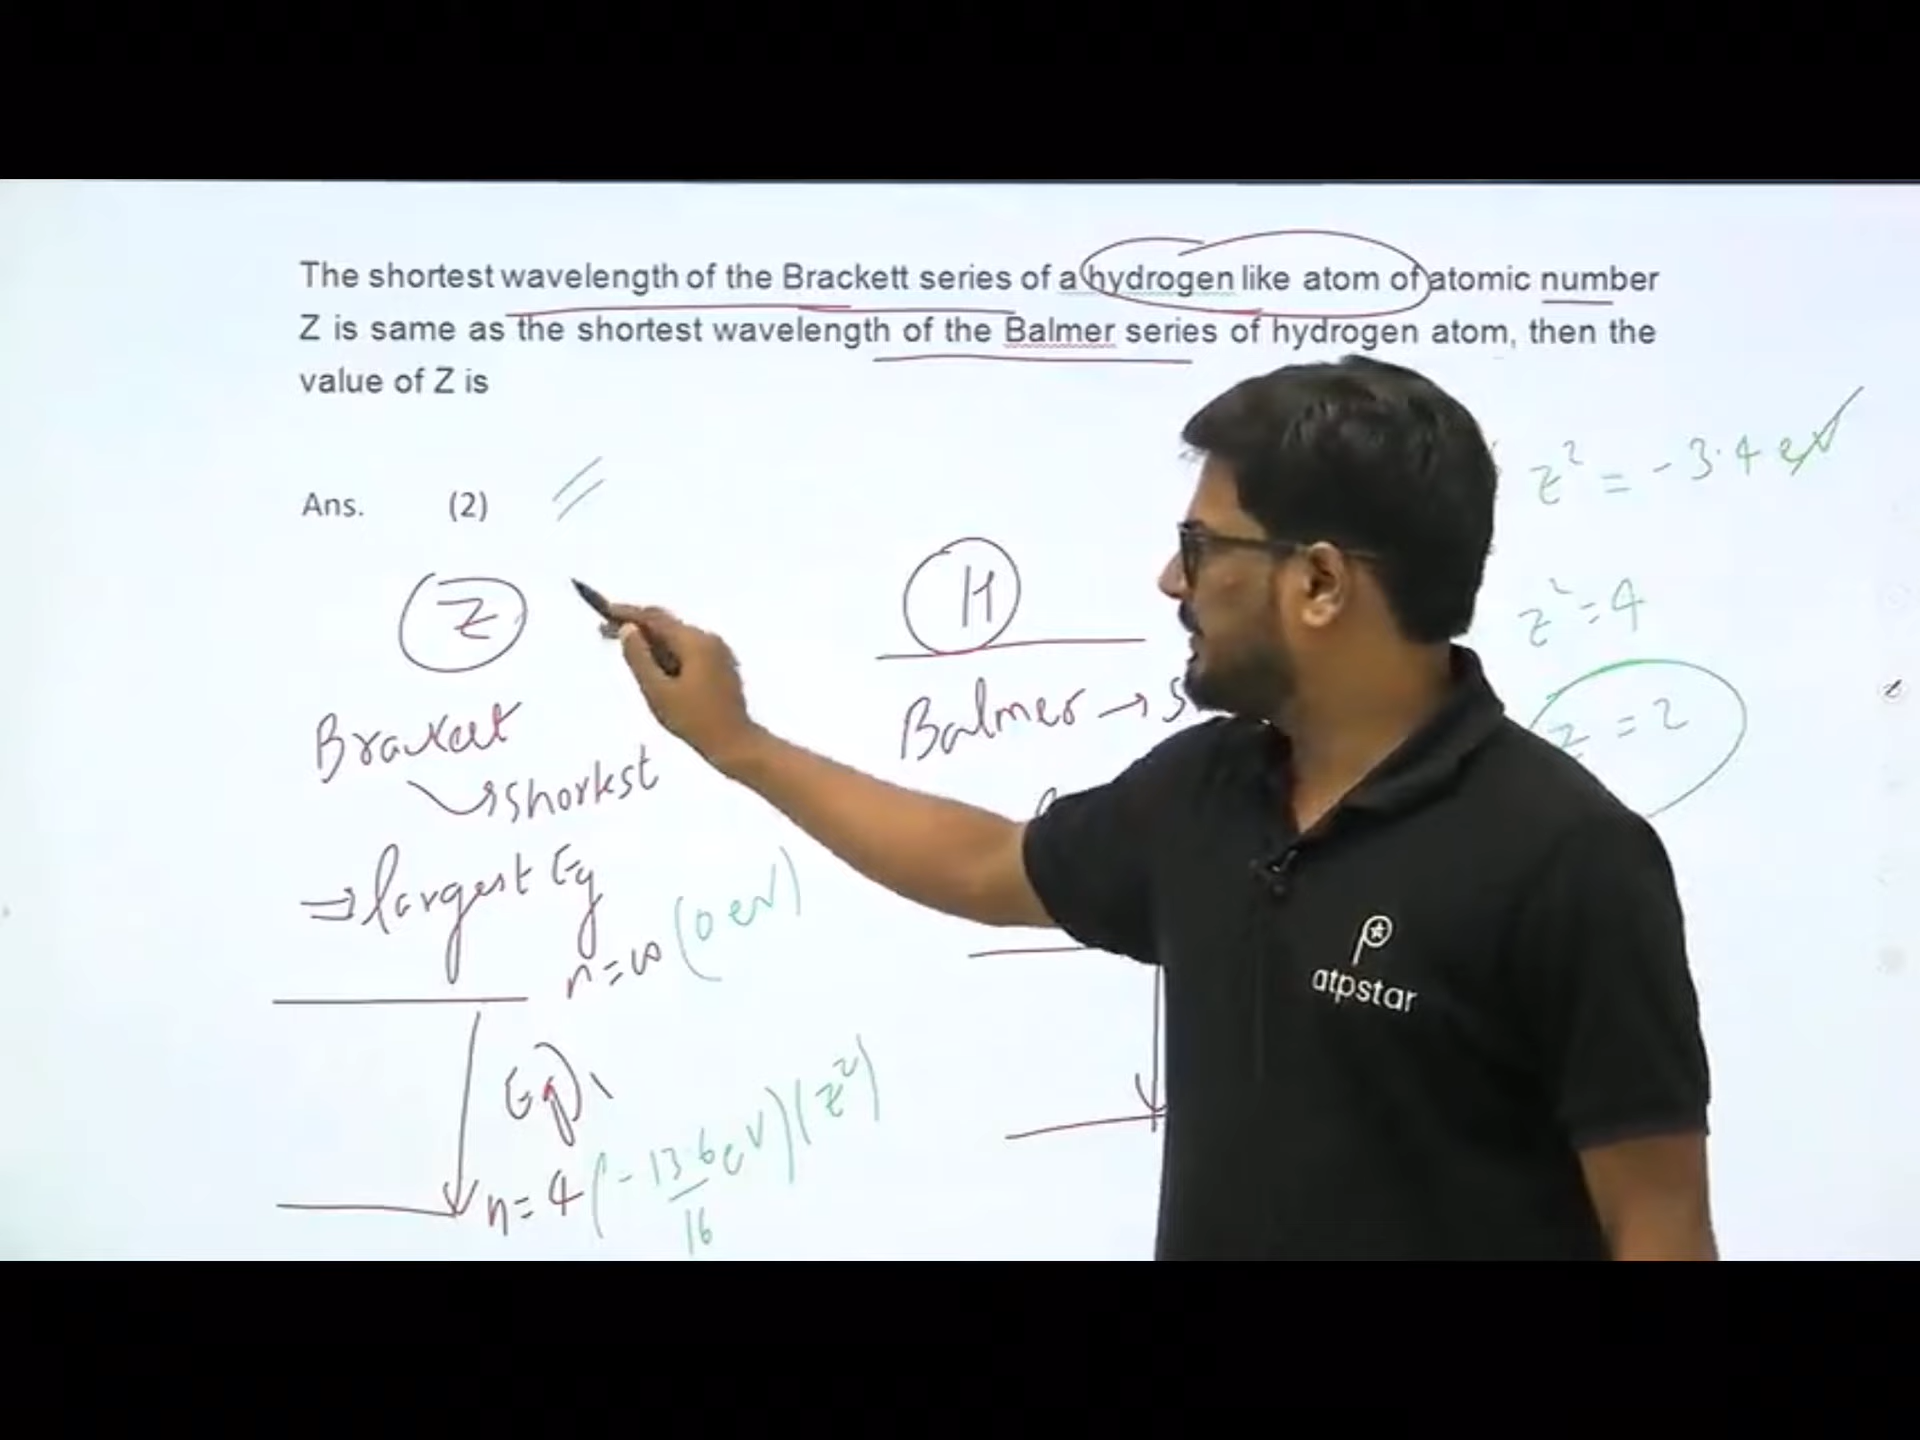 The shortest wavelength of the Brackett series of a hydrogen like atom of atomic number
Z is same as the shortest wavelength of the Balmer series of hydrogen atom, then the
value of Z is
Ans. (2)
Z² = -3.4 eV
Z² = 4
Z = 2
Z
Bracket
shortest
⇒ largest Eg
n = ∞ (0 eV)
n = 4 (-13.6 eV/16) (Z²)
H
Balmer →
atpstar